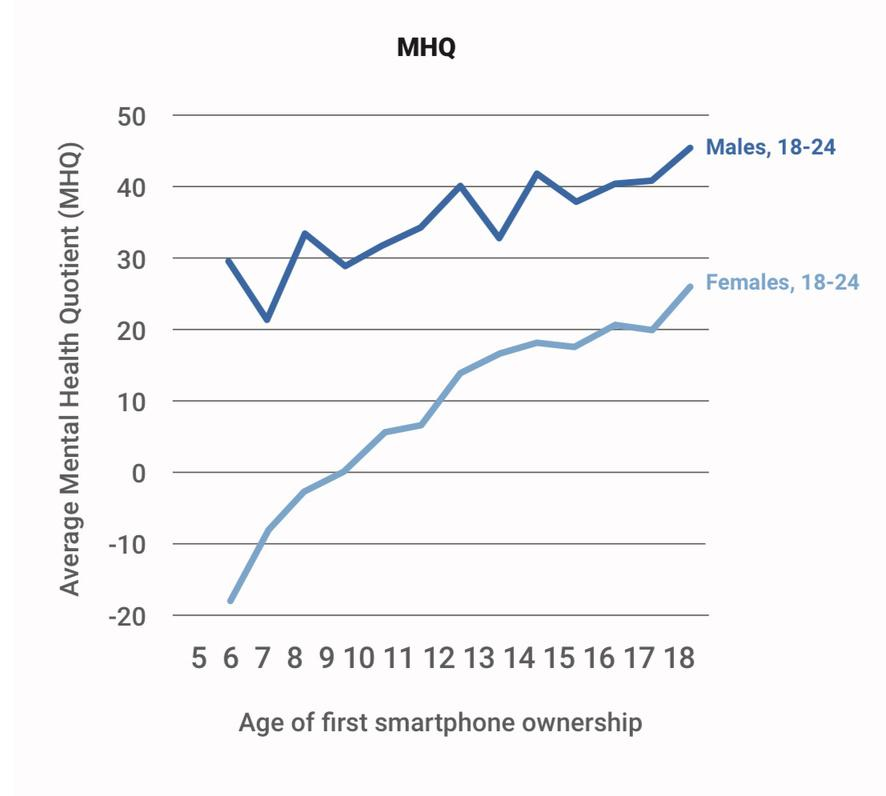 MHQ
50
Males, 18-24
40
30
Females, 18-24
20
10
0
-10
-20
Average Mental Health Quotient (MHQ)
5 6 7 8 9 10 11 12 13 14 15 16 17 18
Age of first smartphone ownership